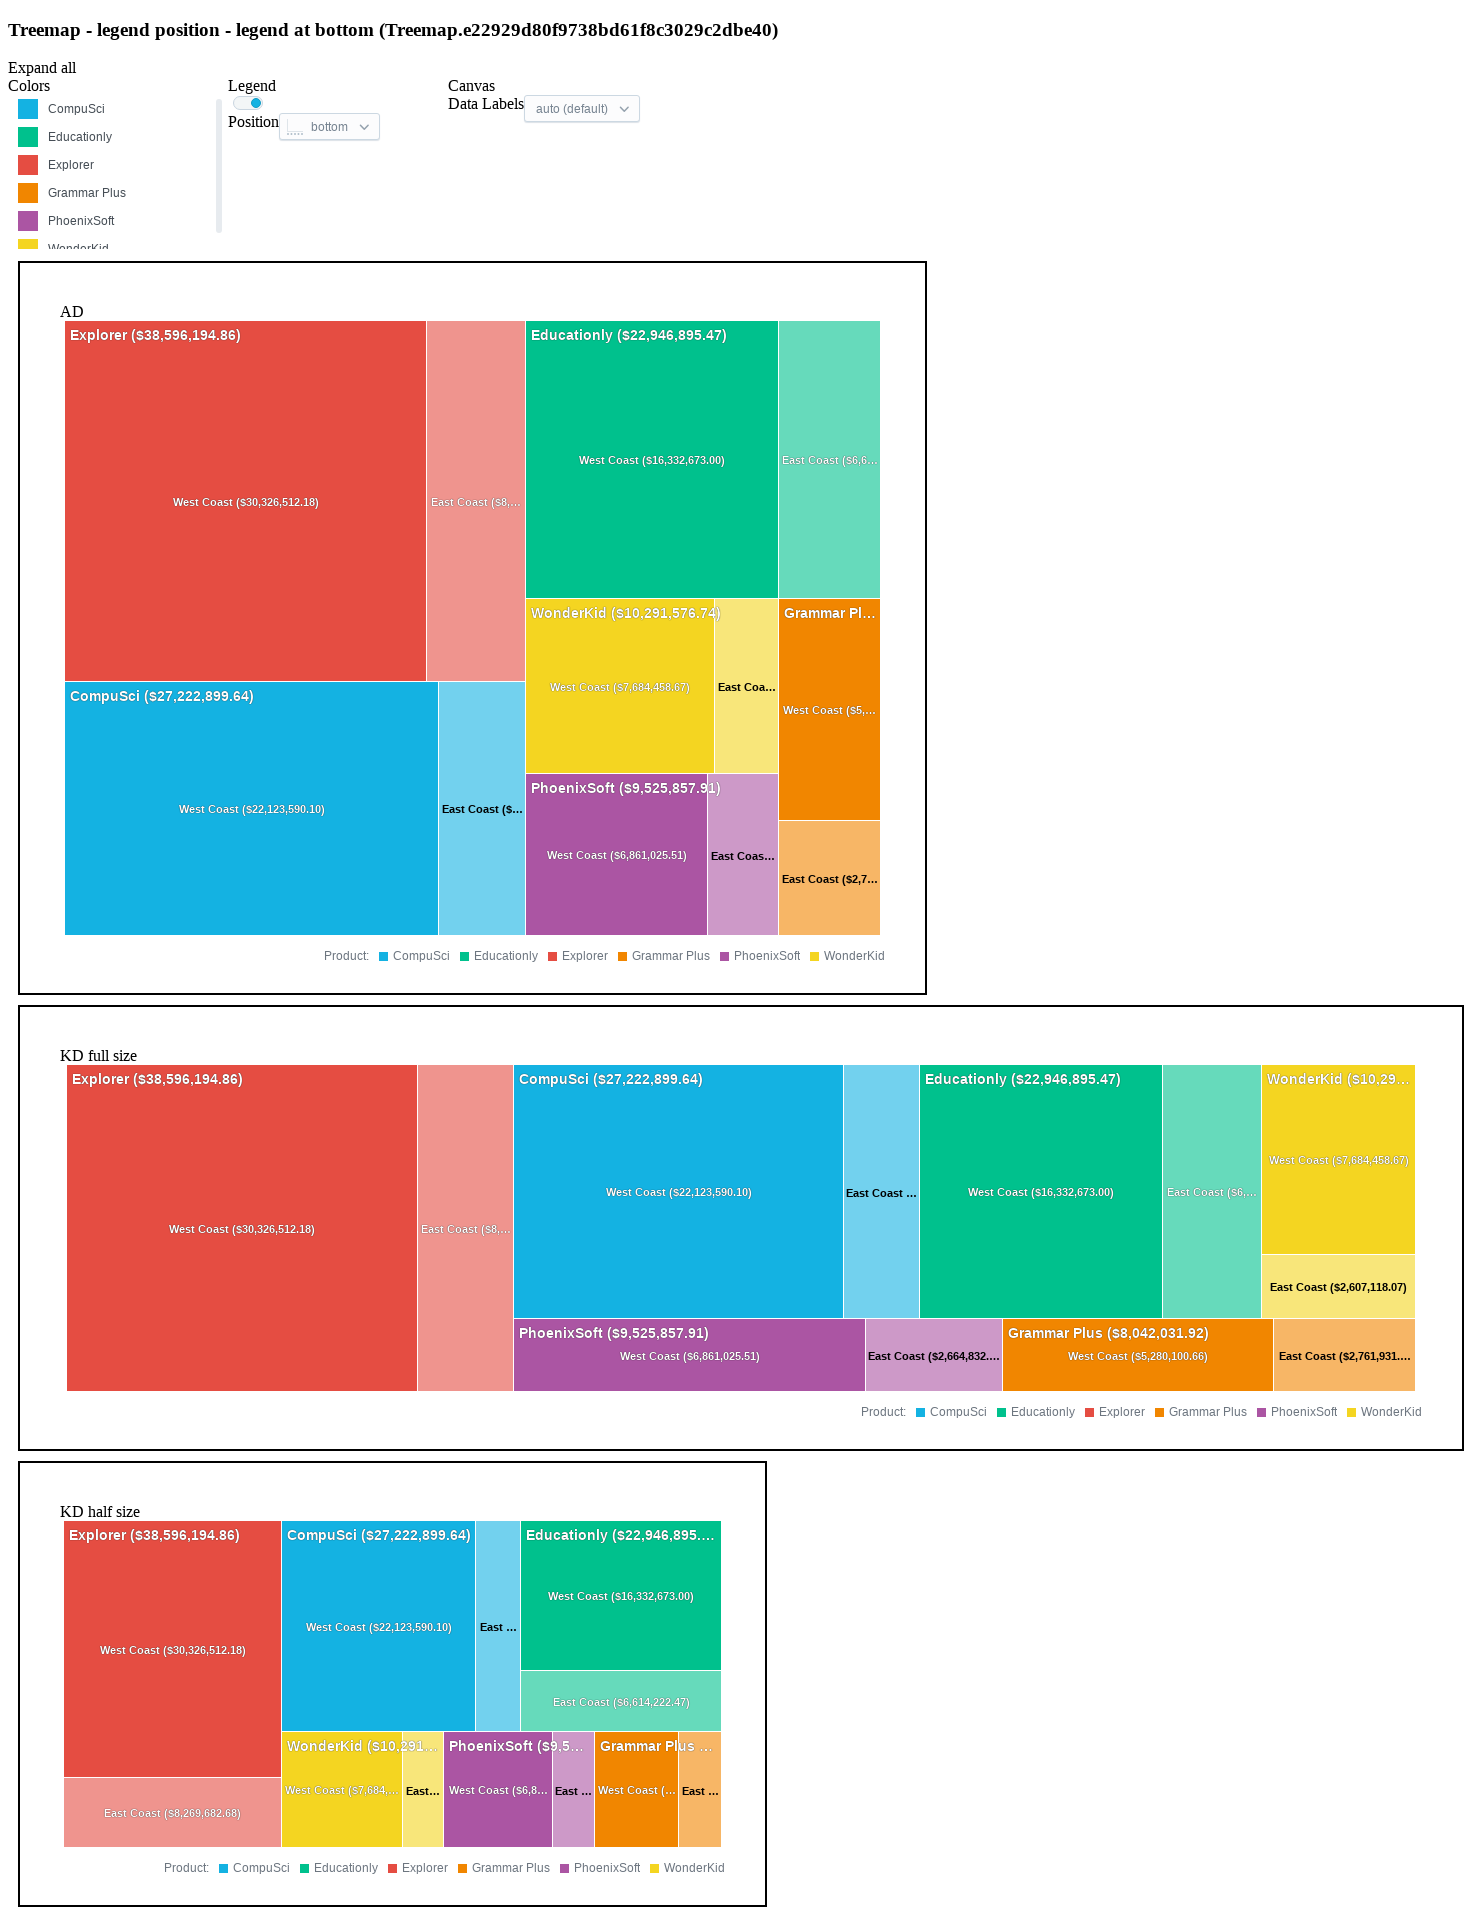 Treemap - legend position - legend at bottom (Treemap.e22929d80f9738bd61f8c3029c2dbe40)
Expand all
Colors
CompuSci
Educationly
Explorer
Grammar Plus
PhoenixSoft
WonderKid
Legend
Position bottom
Canvas
Data Labels auto (default)
AD
Explorer ($38,596,194.86)
West Coast ($30,326,512.18)
East Coast ($8,…
Educationly ($22,946,895.47)
West Coast ($16,332,673.00)
East Coast ($6,6…
WonderKid ($10,291,576.74)
West Coast ($7,684,458.67)
East Coa…
Grammar Pl…
West Coast ($5,…
East Coast ($2,7…
CompuSci ($27,222,899.64)
West Coast ($22,123,590.10)
East Coast ($…
PhoenixSoft ($9,525,857.91)
West Coast ($6,861,025.51)
East Coas…
Product: CompuSci Educationly Explorer Grammar Plus PhoenixSoft WonderKid
KD full size
Explorer ($38,596,194.86)
West Coast ($30,326,512.18)
East Coast ($8,…
CompuSci ($27,222,899.64)
West Coast ($22,123,590.10)
East Coast …
Educationly ($22,946,895.47)
West Coast ($16,332,673.00)
East Coast ($6,…
WonderKid ($10,29…
West Coast ($7,684,458.67)
East Coast ($2,607,118.07)
PhoenixSoft ($9,525,857.91)
West Coast ($6,861,025.51)
East Coast ($2,664,832.…
Grammar Plus ($8,042,031.92)
West Coast ($5,280,100.66)
East Coast ($2,761,931.…
Product: CompuSci Educationly Explorer Grammar Plus PhoenixSoft WonderKid
KD half size
Explorer ($38,596,194.86)
West Coast ($30,326,512.18)
East Coast ($8,269,682.68)
CompuSci ($27,222,899.64)
West Coast ($22,123,590.10)
East …
Educationly ($22,946,895.…
West Coast ($16,332,673.00)
East Coast ($6,614,222.47)
WonderKid ($10,291…
West Coast ($7,684,…
East…
PhoenixSoft ($9,5…
West Coast ($6,8…
East …
Grammar Plus …
West Coast (…
East …
Product: CompuSci Educationly Explorer Grammar Plus PhoenixSoft WonderKid